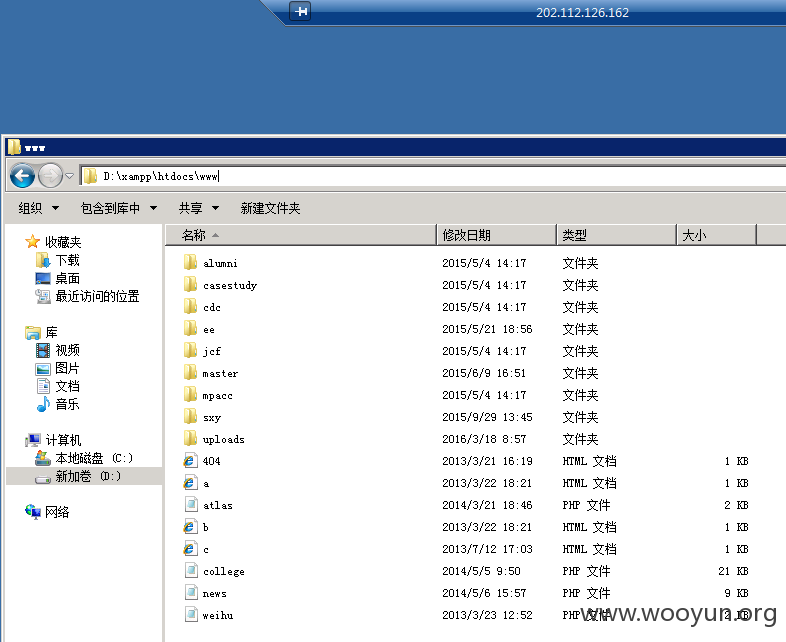 202.112.126.162
www
D:\xampp\htdocs\www
组织 包含到库中 共享 新建文件夹
收藏夹
下载
桌面
最近访问的位置
库
视频
图片
文档
音乐
计算机
本地磁盘 (C:)
新加卷 (D:)
网络
名称 修改日期 类型 大小
alumni 2015/5/4 14:17 文件夹
casestudy 2015/5/4 14:17 文件夹
cdc 2015/5/4 14:17 文件夹
ee 2015/5/21 18:56 文件夹
jcf 2015/5/4 14:17 文件夹
master 2015/6/9 16:51 文件夹
mpacc 2015/5/4 14:17 文件夹
sxy 2015/9/29 13:45 文件夹
uploads 2016/3/18 8:57 文件夹
404 2013/3/21 16:19 HTML 文档 1 KB
a 2013/3/22 18:21 HTML 文档 1 KB
atlas 2014/3/21 18:46 PHP 文件 2 KB
b 2013/3/22 18:21 HTML 文档 1 KB
c 2013/7/12 17:03 HTML 文档 1 KB
college 2014/5/5 9:50 PHP 文件 21 KB
news 2014/5/6 15:57 PHP 文件 9 KB
weihu 2013/3/23 12:52 PHP 文件 2 KB
www.wooyun.org